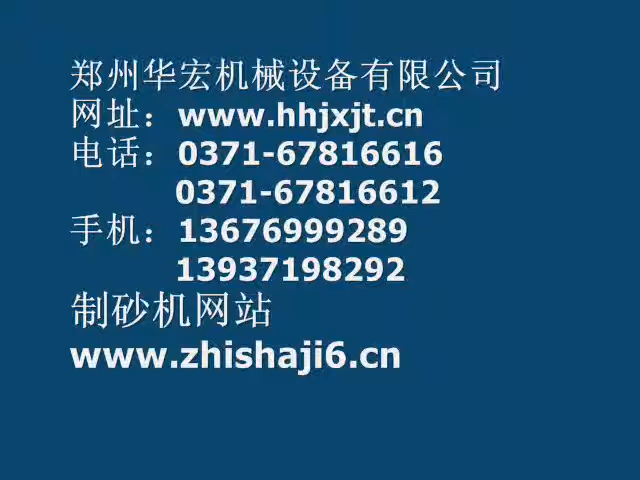 郑州华宏机械设备有限公司
网址：www.hhjxjt.cn
电话：0371-67816616
0371-67816612
手机：13676999289
13937198292
制砂机网站
www.zhishaji6.cn